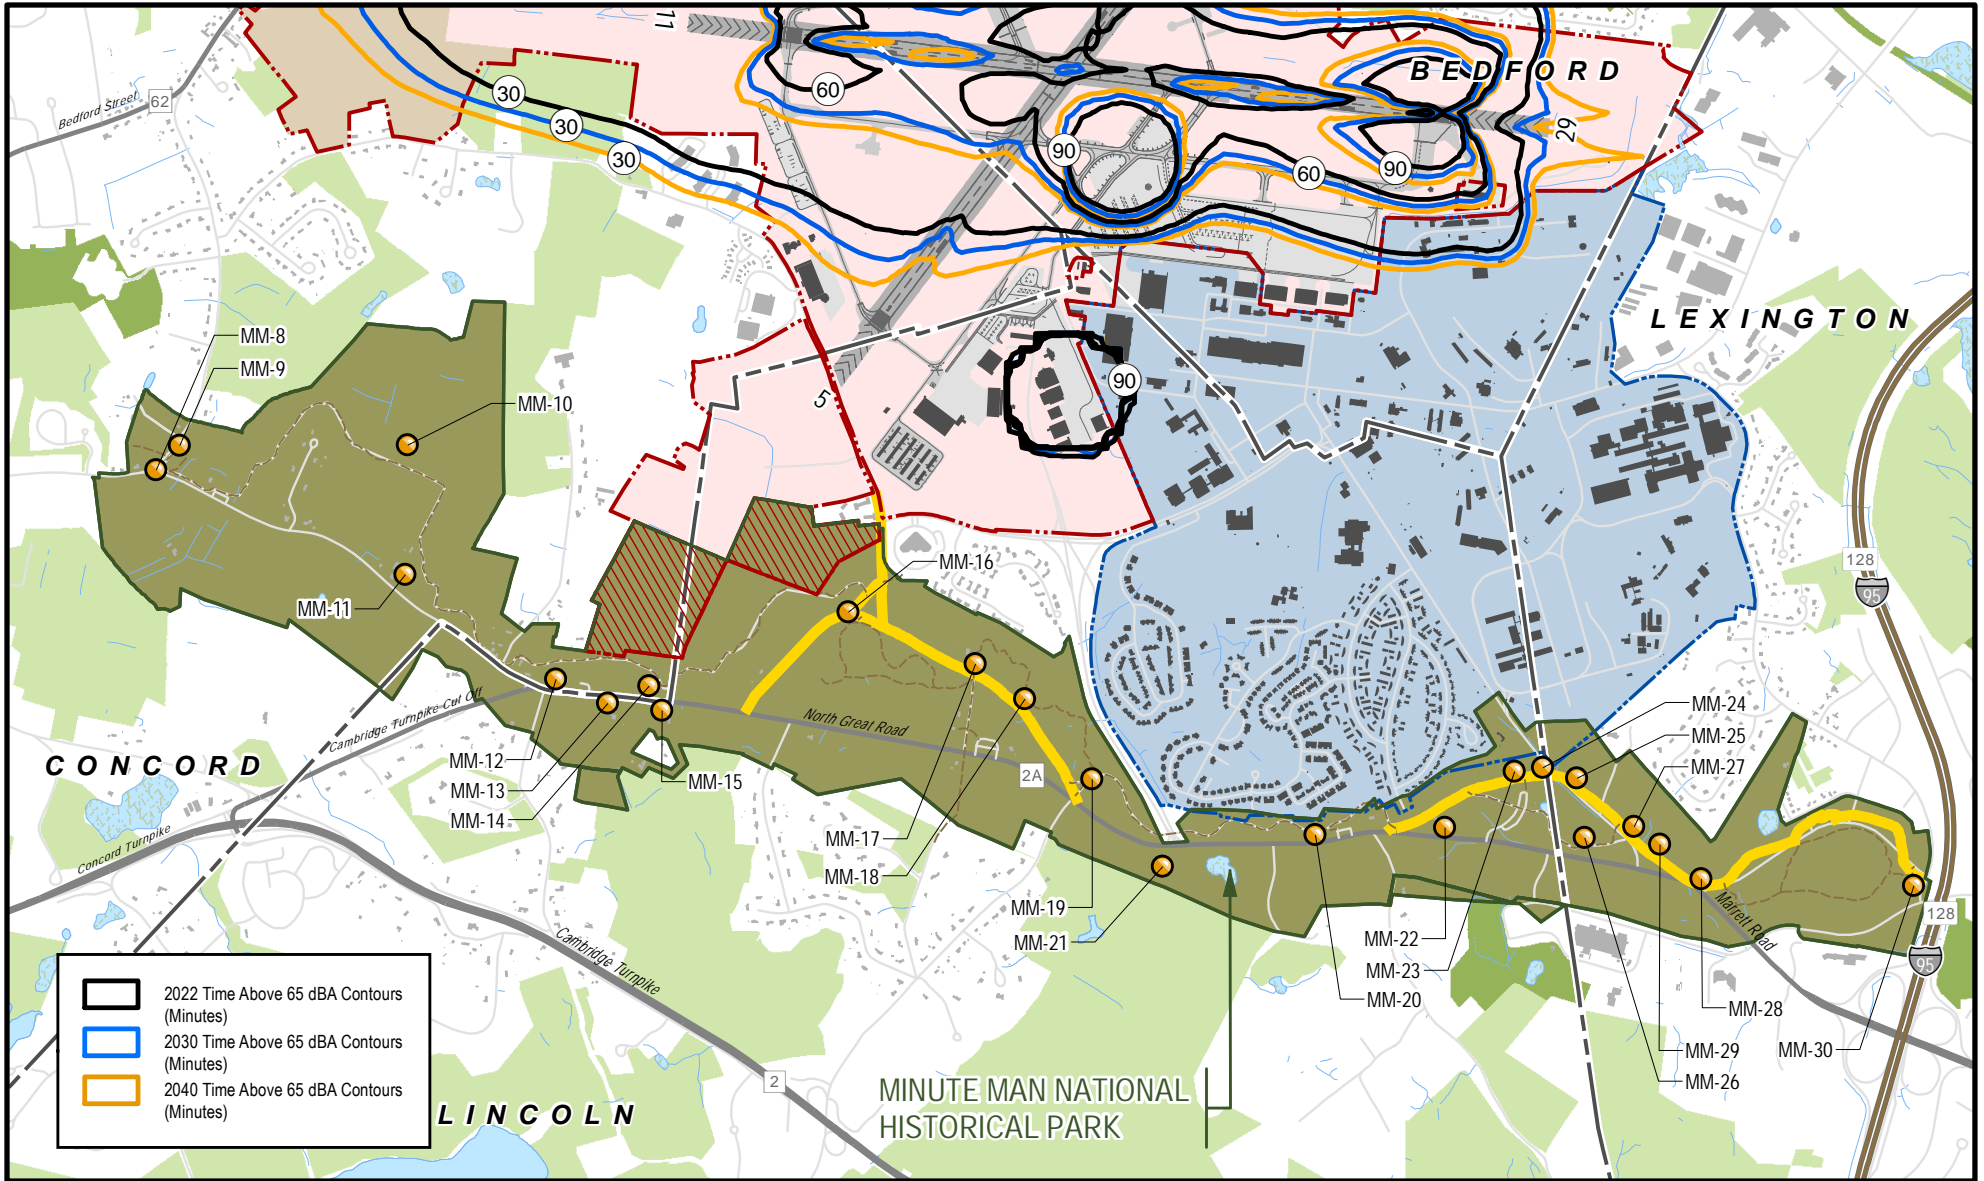 11
BEDFORD
62
Bedford Street
30
30
30
60
90
60
90
29
LEXINGTON
MM-8
MM-9
MM-10
5
90
MM-11
MM-16
128
95
North Great Road
Cambridge Turnpike Cut Off
2A
CONCORD
MM-12
MM-13
MM-14
MM-15
MM-17
MM-18
MM-19
MM-21
MM-24
MM-25
MM-27
MM-22
MM-23
MM-20
MM-28
MM-29
MM-26
MM-30
Marrett Road
128
95
Concord Turnpike
Cambridge Turnpike
2
2022 Time Above 65 dBA Contours
(Minutes)
2030 Time Above 65 dBA Contours
(Minutes)
2040 Time Above 65 dBA Contours
(Minutes)
LINCOLN
MINUTE MAN NATIONAL
HISTORICAL PARK